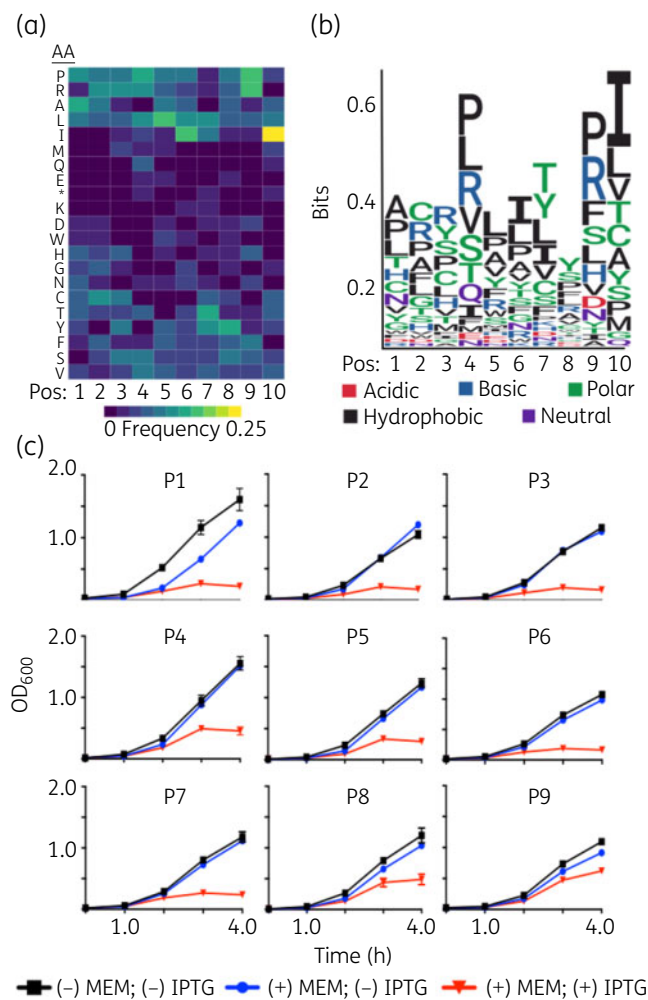 (a)
AA
P
R
A
L
I
M
Q
E
*
K
D
W
H
G
N
C
T
Y
F
S
V
Pos: 1 2 3 4 5 6 7 8 9 10
0 Frequency 0.25
(b)
Bits
0.6
0.4
0.2
Pos: 1 2 3 4 5 6 7 8 9 10
Acidic Basic Polar
Hydrophobic Neutral
(c)
OD600
2.0
1.0
P1 P2 P3
2.0
1.0
P4 P5 P6
2.0
1.0
P7 P8 P9
1.0 4.0 1.0 4.0 1.0 4.0
Time (h)
(−) MEM; (−) IPTG (+) MEM; (−) IPTG (+) MEM; (+) IPTG